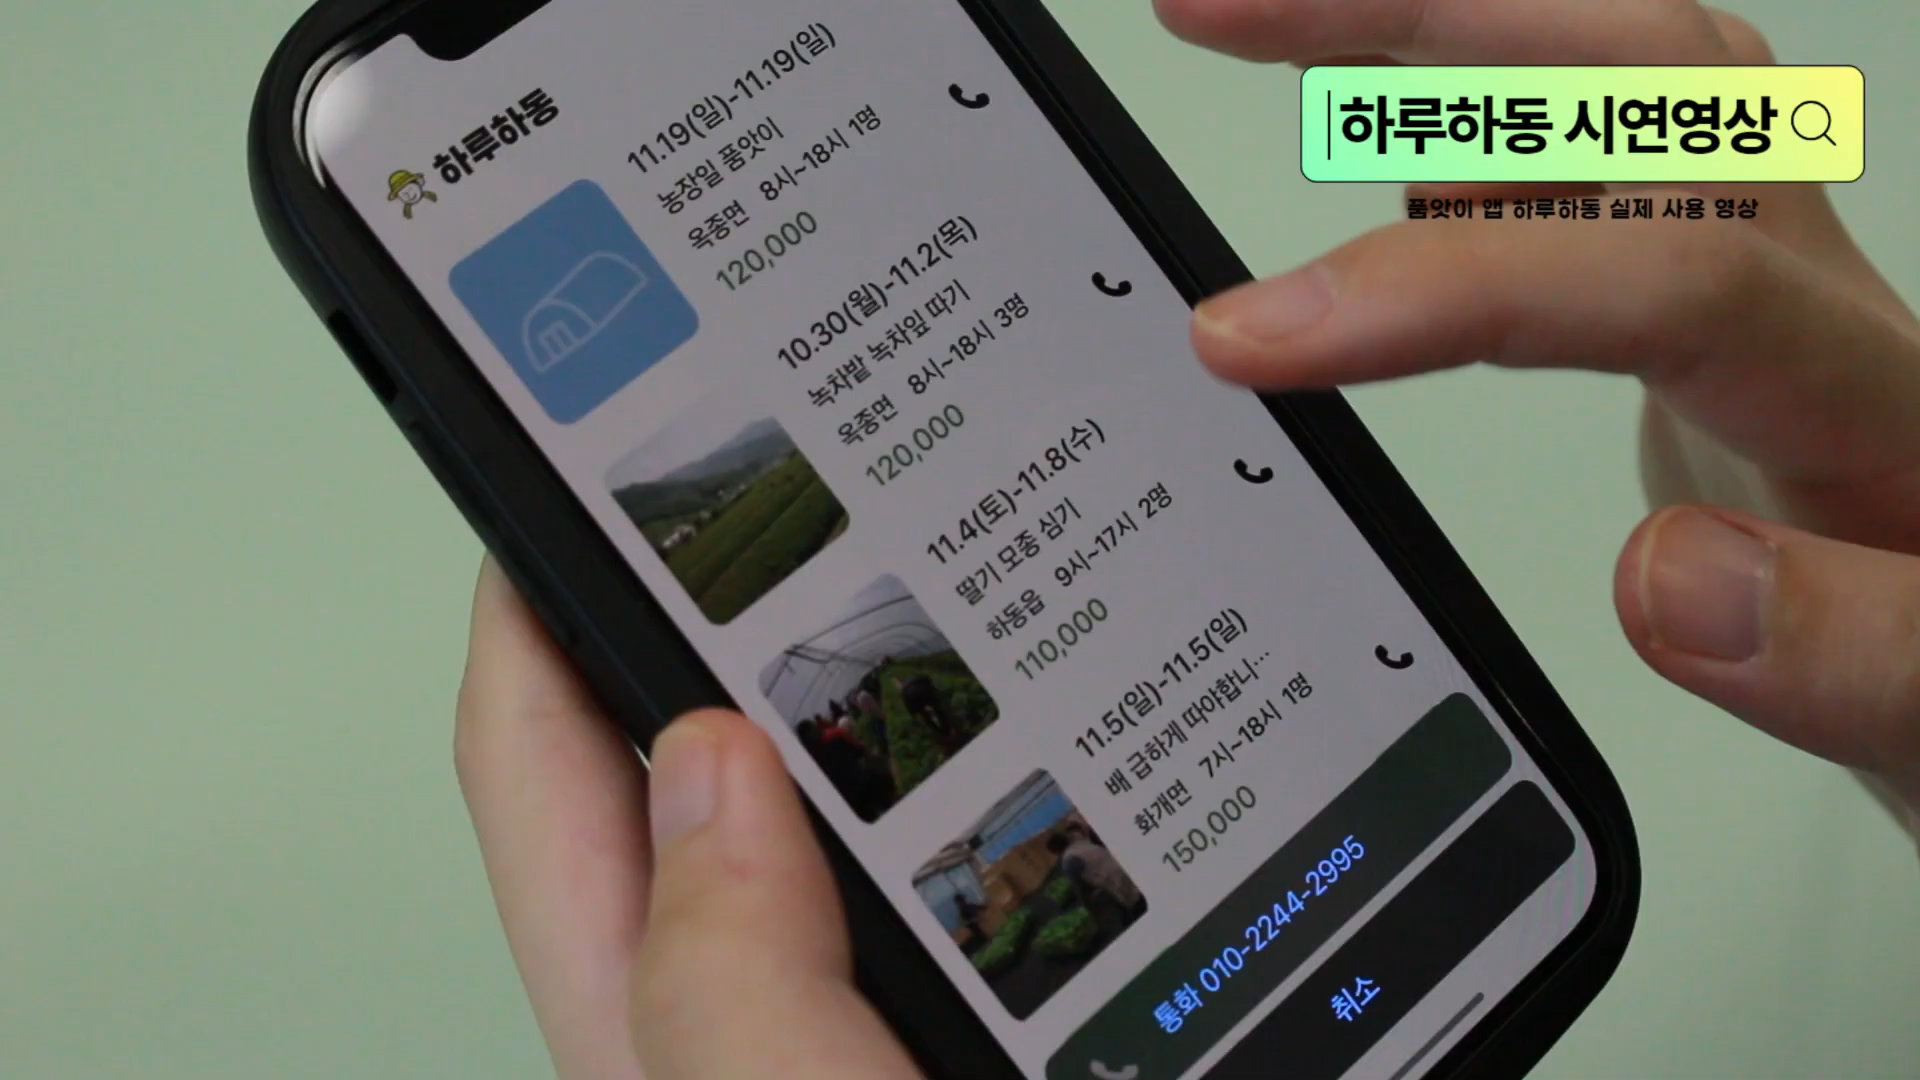 하루하동 시연영상
품앗이 앱 하루하동 실제 사용 영상
하루하동
11.19(일)-11.19(일)
농장일 품앗이
옥종면 8시~18시 1명
120,000
10.30(월)-11.2(목)
녹차밭 녹차잎 따기
옥종면 8시~18시 3명
120,000
11.4(토)-11.8(수)
딸기 모종 심기
하동읍 9시~17시 2명
110,000
11.5(일)-11.5(일)
배 급하게 따야합니…
화개면 7시~18시 1명
150,000
통화 010-2244-2995
취소